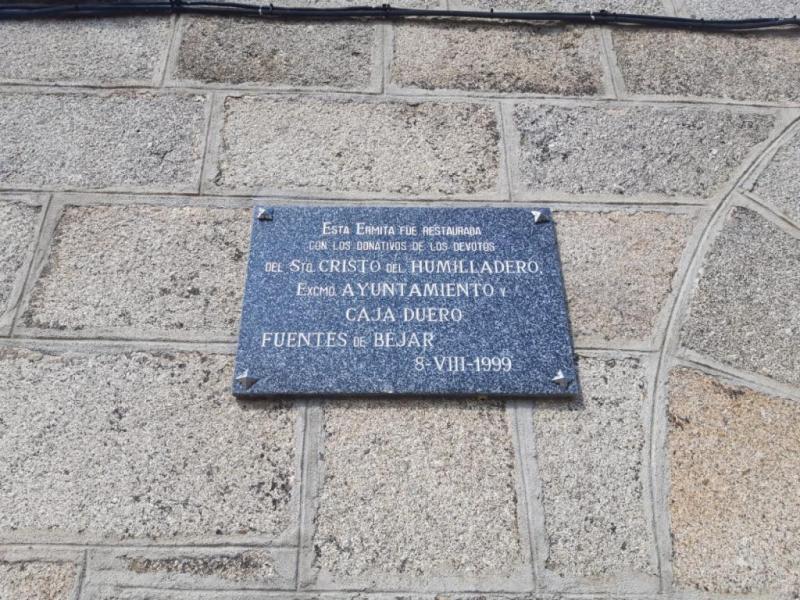 ESTA ERMITA FUE RESTAURADA
CON LOS DONATIVOS DE LOS DEVOTOS
DEL STO. CRISTO DEL HUMILLADERO,
EXCMO. AYUNTAMIENTO Y
CAJA DUERO
FUENTES DE BÉJAR
8-VIII-1999